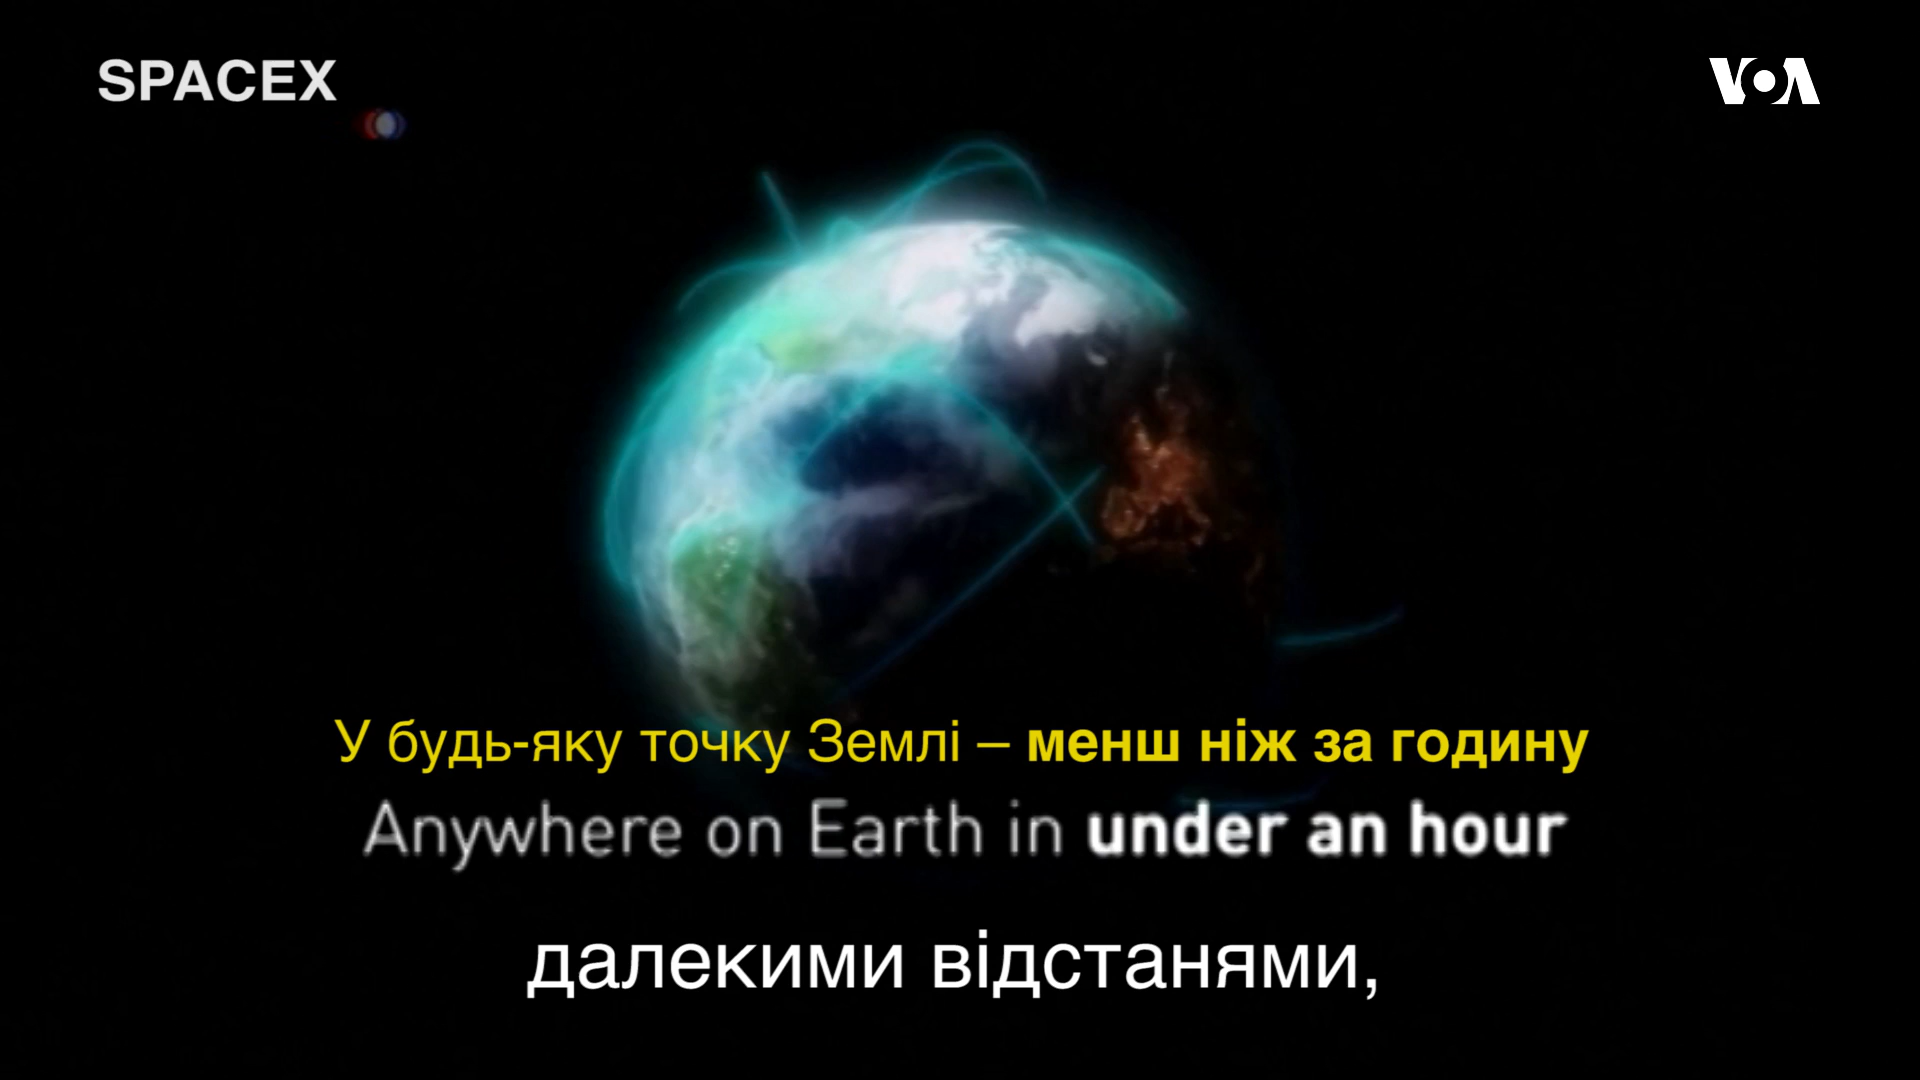 SPACEX
VOA
У будь-яку точку Землі – менш ніж за годину
Anywhere on Earth in under an hour
далекими відстанями,